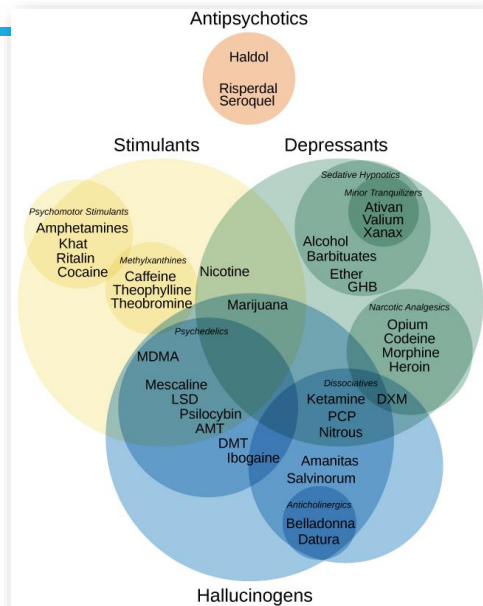 Antipsychotics
Haldol
Risperdal
Seroquel
Stimulants
Depressants
Sedative Hypnotics
Minor Tranquilizers
Ativan
Valium
Xanax
Alcohol
Barbituates
Ether
GHB
Psychomotor Stimulants
Amphetamines
Khat
Ritalin
Cocaine
Methylxanthines
Caffeine
Theophylline
Theobromine
Nicotine
Marijuana
Narcotic Analgesics
Opium
Codeine
Morphine
Heroin
Psychedelics
MDMA
Mescaline
LSD
Psilocybin
AMT
DMT
Ibogaine
Dissociatives
Ketamine
DXM
PCP
Nitrous
Amanitas
Salvinorum
Anticholinergics
Belladonna
Datura
Hallucinogens